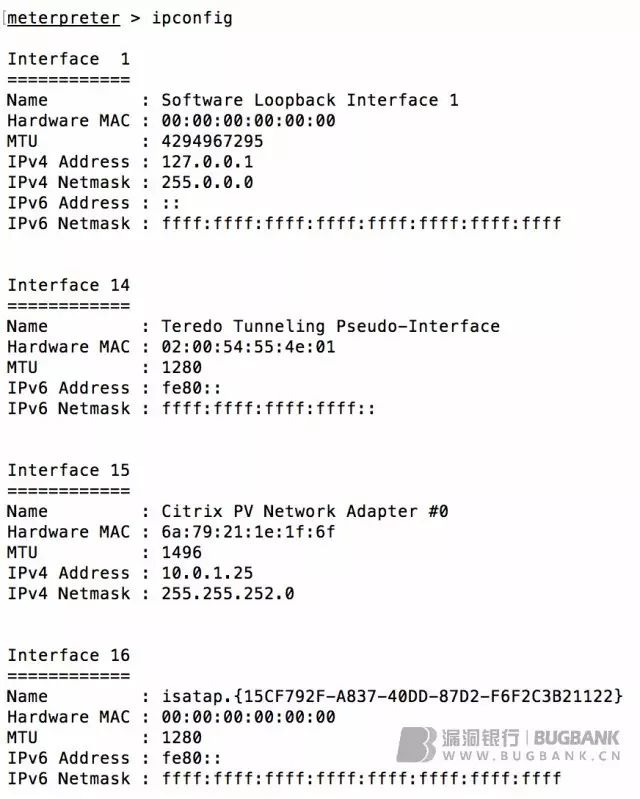 meterpreter > ipconfig
Interface  1
============
Name         : Software Loopback Interface 1
Hardware MAC : 00:00:00:00:00:00
MTU          : 4294967295
IPv4 Address : 127.0.0.1
IPv4 Netmask : 255.0.0.0
IPv6 Address : ::
IPv6 Netmask : ffff:ffff:ffff:ffff:ffff:ffff:ffff:ffff
Interface 14
============
Name         : Teredo Tunneling Pseudo-Interface
Hardware MAC : 02:00:54:55:4e:01
MTU          : 1280
IPv6 Address : fe80::
IPv6 Netmask : ffff:ffff:ffff:ffff::
Interface 15
============
Name         : Citrix PV Network Adapter #0
Hardware MAC : 6a:79:21:1e:1f:6f
MTU          : 1496
IPv4 Address : 10.0.1.25
IPv4 Netmask : 255.255.252.0
Interface 16
============
Name         : isatap.{15CF792F-A837-40DD-87D2-F6F2C3B21122}
Hardware MAC : 00:00:00:00:00:00
MTU          : 1280
IPv6 Address : fe80::
IPv6 Netmask : ffff:ffff:ffff:ffff:ffff:ffff:ffff:ffff
漏洞银行 | BUGBANK
WWW.BUGBANK.CN